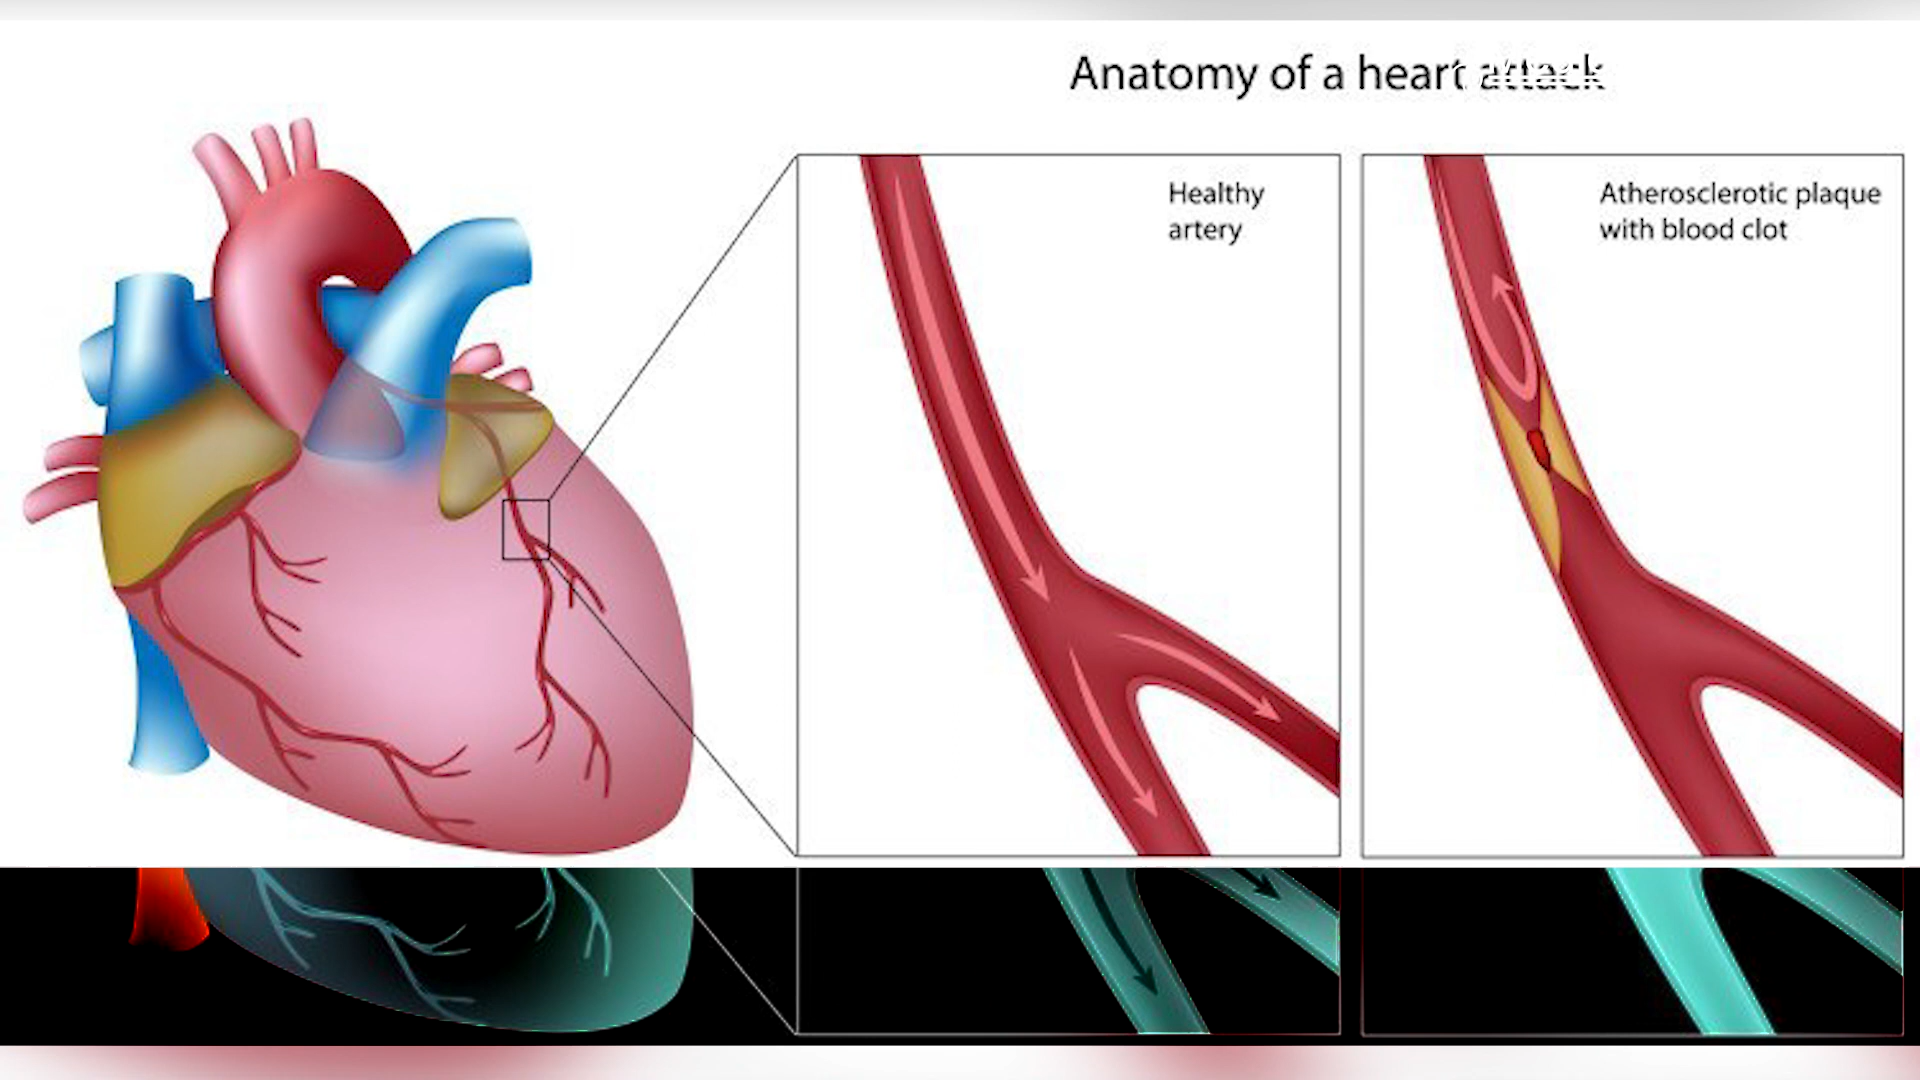 Anatomy of a heart attack
Healthy
artery
Atherosclerotic plaque
with blood clot